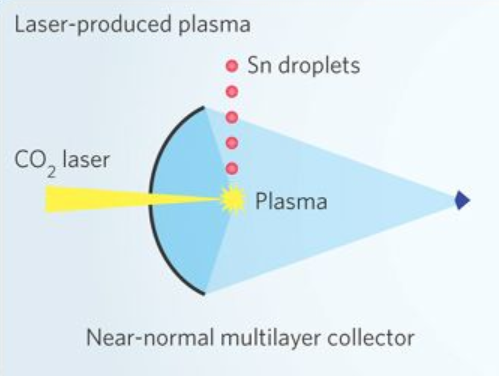 Laser-produced plasma
Sn droplets
CO₂ laser
Plasma
Near-normal multilayer collector